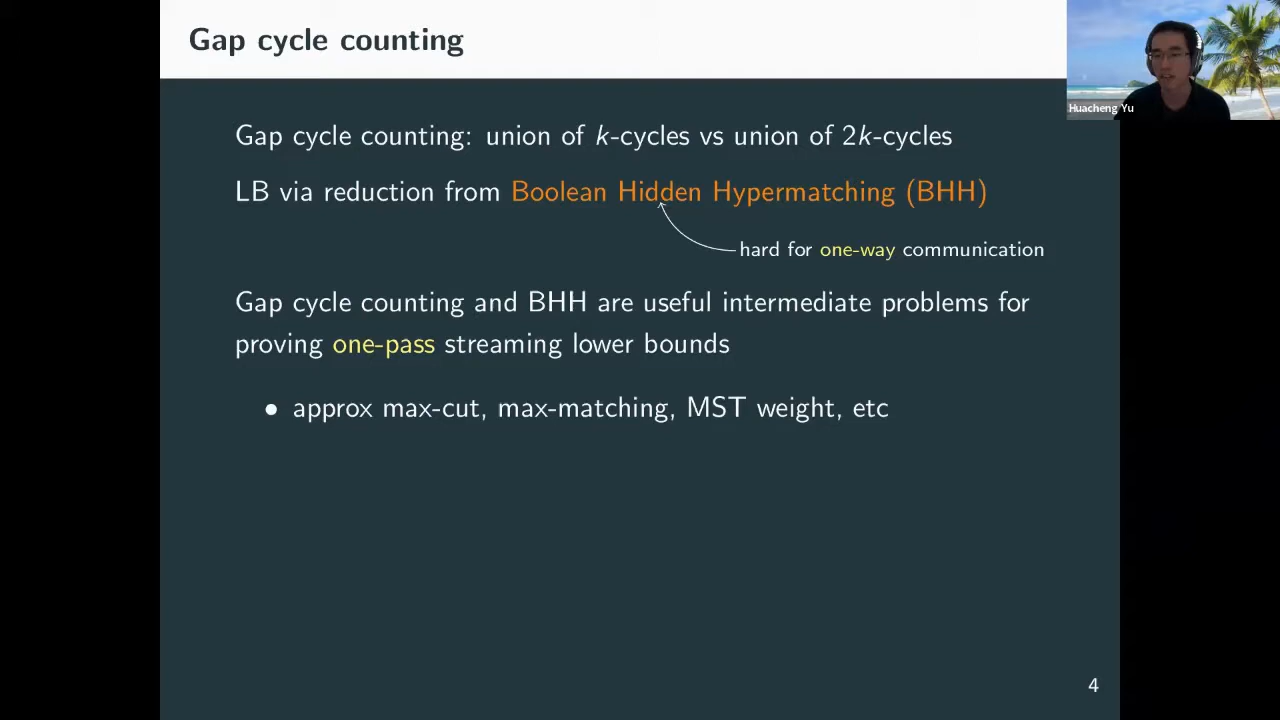 Gap cycle counting
Huacheng Yu
Gap cycle counting: union of k-cycles vs union of 2k-cycles
LB via reduction from Boolean Hidden Hypermatching (BHH)
hard for one-way communication
Gap cycle counting and BHH are useful intermediate problems for
proving one-pass streaming lower bounds
• approx max-cut, max-matching, MST weight, etc
4